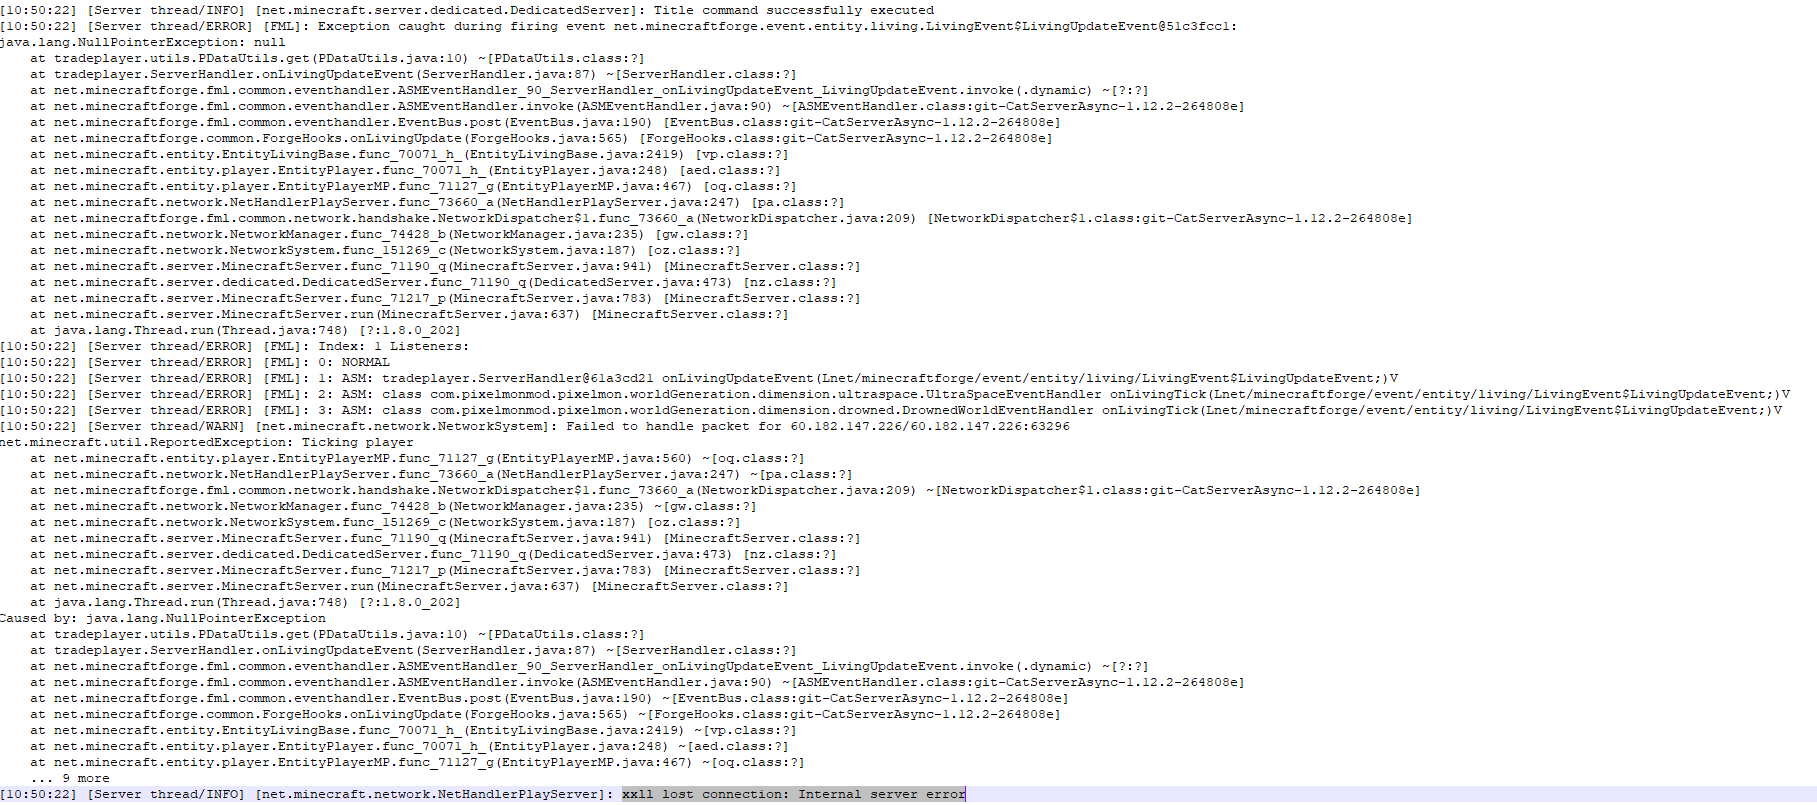 [10:50:22] [Server thread/INFO] [net.minecraft.server.dedicated.DedicatedServer]: Title command successfully executed
[10:50:22] [Server thread/ERROR] [FML]: Exception caught during firing event net.minecraftforge.event.entity.living.LivingEvent$LivingUpdateEvent@51c3fcc1:
java.lang.NullPointerException: null
at tradeplayer.utils.PDataUtils.get(PDataUtils.java:10) ~[PDataUtils.class:?]
at tradeplayer.ServerHandler.onLivingUpdateEvent(ServerHandler.java:87) ~[ServerHandler.class:?]
at net.minecraftforge.fml.common.eventhandler.ASMEventHandler_90_ServerHandler_onLivingUpdateEvent_LivingUpdateEvent.invoke(.dynamic) ~[?:?]
at net.minecraftforge.fml.common.eventhandler.ASMEventHandler.invoke(ASMEventHandler.java:90) ~[ASMEventHandler.class:git-CatServerAsync-1.12.2-264808e]
at net.minecraftforge.fml.common.eventhandler.EventBus.post(EventBus.java:190) [EventBus.class:git-CatServerAsync-1.12.2-264808e]
at net.minecraftforge.common.ForgeHooks.onLivingUpdate(ForgeHooks.java:565) [ForgeHooks.class:git-CatServerAsync-1.12.2-264808e]
at net.minecraft.entity.EntityLivingBase.func_70071_h_(EntityLivingBase.java:2419) [vp.class:?]
at net.minecraft.entity.player.EntityPlayer.func_70071_h_(EntityPlayer.java:248) [aed.class:?]
at net.minecraft.entity.player.EntityPlayerMP.func_71127_g(EntityPlayerMP.java:467) [oq.class:?]
at net.minecraft.network.NetHandlerPlayServer.func_73660_a(NetHandlerPlayServer.java:247) [pa.class:?]
at net.minecraftforge.fml.common.network.handshake.NetworkDispatcher$1.func_73660_a(NetworkDispatcher.java:209) [NetworkDispatcher$1.class:git-CatServerAsync-1.12.2-264808e]
at net.minecraft.network.NetworkManager.func_74428_b(NetworkManager.java:235) [gw.class:?]
at net.minecraft.network.NetworkSystem.func_151269_c(NetworkSystem.java:187) [oz.class:?]
at net.minecraft.server.MinecraftServer.func_71190_q(MinecraftServer.java:941) [MinecraftServer.class:?]
at net.minecraft.server.dedicated.DedicatedServer.func_71190_q(DedicatedServer.java:473) [nz.class:?]
at net.minecraft.server.MinecraftServer.func_71217_p(MinecraftServer.java:783) [MinecraftServer.class:?]
at net.minecraft.server.MinecraftServer.run(MinecraftServer.java:637) [MinecraftServer.class:?]
at java.lang.Thread.run(Thread.java:748) [?:1.8.0_202]
[10:50:22] [Server thread/ERROR] [FML]: Index: 1 Listeners:
[10:50:22] [Server thread/ERROR] [FML]: 0: NORMAL
[10:50:22] [Server thread/ERROR] [FML]: 1: ASM: tradeplayer.ServerHandler@61a3cd21 onLivingUpdateEvent(Lnet/minecraftforge/event/entity/living/LivingEvent$LivingUpdateEvent;)V
[10:50:22] [Server thread/ERROR] [FML]: 2: ASM: class com.pixelmonmod.pixelmon.worldGeneration.dimension.ultraspace.UltraSpaceEventHandler onLivingTick(Lnet/minecraftforge/event/entity/living/LivingEvent$LivingUpdateEvent;)V
[10:50:22] [Server thread/ERROR] [FML]: 3: ASM: class com.pixelmonmod.pixelmon.worldGeneration.dimension.drowned.DrownedWorldEventHandler onLivingTick(Lnet/minecraftforge/event/entity/living/LivingEvent$LivingUpdateEvent;)V
[10:50:22] [Server thread/WARN] [net.minecraft.network.NetworkSystem]: Failed to handle packet for 60.182.147.226/60.182.147.226:63296
net.minecraft.util.ReportedException: Ticking player
at net.minecraft.entity.player.EntityPlayerMP.func_71127_g(EntityPlayerMP.java:560) ~[oq.class:?]
at net.minecraft.network.NetHandlerPlayServer.func_73660_a(NetHandlerPlayServer.java:247) ~[pa.class:?]
at net.minecraftforge.fml.common.network.handshake.NetworkDispatcher$1.func_73660_a(NetworkDispatcher.java:209) ~[NetworkDispatcher$1.class:git-CatServerAsync-1.12.2-264808e]
at net.minecraft.network.NetworkManager.func_74428_b(NetworkManager.java:235) ~[gw.class:?]
at net.minecraft.network.NetworkSystem.func_151269_c(NetworkSystem.java:187) [oz.class:?]
at net.minecraft.server.MinecraftServer.func_71190_q(MinecraftServer.java:941) [MinecraftServer.class:?]
at net.minecraft.server.dedicated.DedicatedServer.func_71190_q(DedicatedServer.java:473) [nz.class:?]
at net.minecraft.server.MinecraftServer.func_71217_p(MinecraftServer.java:783) [MinecraftServer.class:?]
at net.minecraft.server.MinecraftServer.run(MinecraftServer.java:637) [MinecraftServer.class:?]
at java.lang.Thread.run(Thread.java:748) [?:1.8.0_202]
Caused by: java.lang.NullPointerException
at tradeplayer.utils.PDataUtils.get(PDataUtils.java:10) ~[PDataUtils.class:?]
at tradeplayer.ServerHandler.onLivingUpdateEvent(ServerHandler.java:87) ~[ServerHandler.class:?]
at net.minecraftforge.fml.common.eventhandler.ASMEventHandler_90_ServerHandler_onLivingUpdateEvent_LivingUpdateEvent.invoke(.dynamic) ~[?:?]
at net.minecraftforge.fml.common.eventhandler.ASMEventHandler.invoke(ASMEventHandler.java:90) ~[ASMEventHandler.class:git-CatServerAsync-1.12.2-264808e]
at net.minecraftforge.fml.common.eventhandler.EventBus.post(EventBus.java:190) ~[EventBus.class:git-CatServerAsync-1.12.2-264808e]
at net.minecraftforge.common.ForgeHooks.onLivingUpdate(ForgeHooks.java:565) ~[ForgeHooks.class:git-CatServerAsync-1.12.2-264808e]
at net.minecraft.entity.EntityLivingBase.func_70071_h_(EntityLivingBase.java:2419) ~[vp.class:?]
at net.minecraft.entity.player.EntityPlayer.func_70071_h_(EntityPlayer.java:248) ~[aed.class:?]
at net.minecraft.entity.player.EntityPlayerMP.func_71127_g(EntityPlayerMP.java:467) ~[oq.class:?]
... 9 more
[10:50:22] [Server thread/INFO] [net.minecraft.network.NetHandlerPlayServer]: xxll lost connection: Internal server error